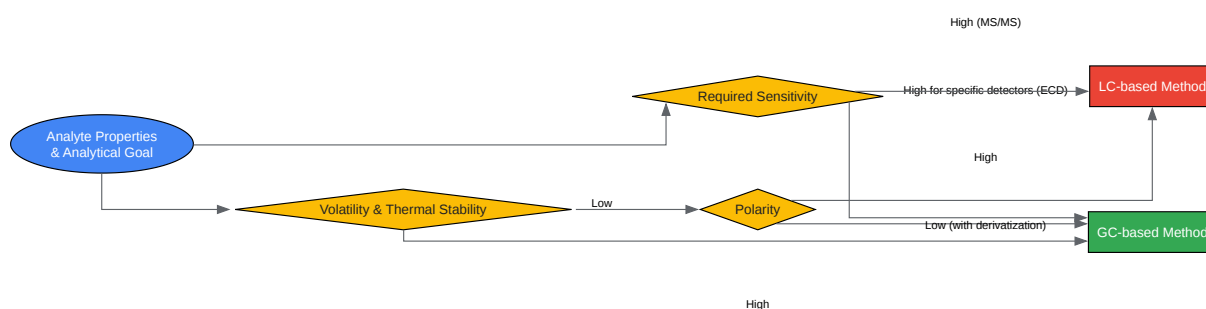 High (MS/MS)
Required Sensitivity
High for specific detectors (ECD)
LC-based Method
Analyte Properties
& Analytical Goal
High
Volatility & Thermal Stability
Low
Polarity
Low (with derivatization)
GC-based Method
High